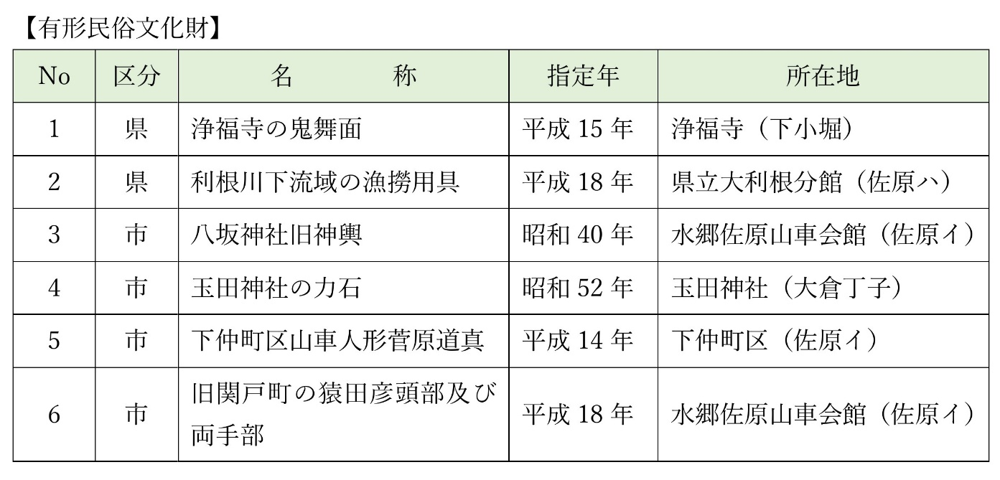 【有形民俗文化財】
No 区分 名 称 指定年 所在地
1 県 浄福寺の鬼舞面 平成 15 年 浄福寺（下小堀）
2 県 利根川下流域の漁撈用具 平成 18 年 県立大利根分館（佐原ハ）
3 市 八坂神社旧神輿 昭和 40 年 水郷佐原山車会館（佐原イ）
4 市 玉田神社の力石 昭和 52 年 玉田神社（大倉丁子）
5 市 下仲町区山車人形菅原道真 平成 14 年 下仲町区（佐原イ）
6 市 旧関戸町の猿田彦頭部及び
両手部 平成 18 年 水郷佐原山車会館（佐原イ）